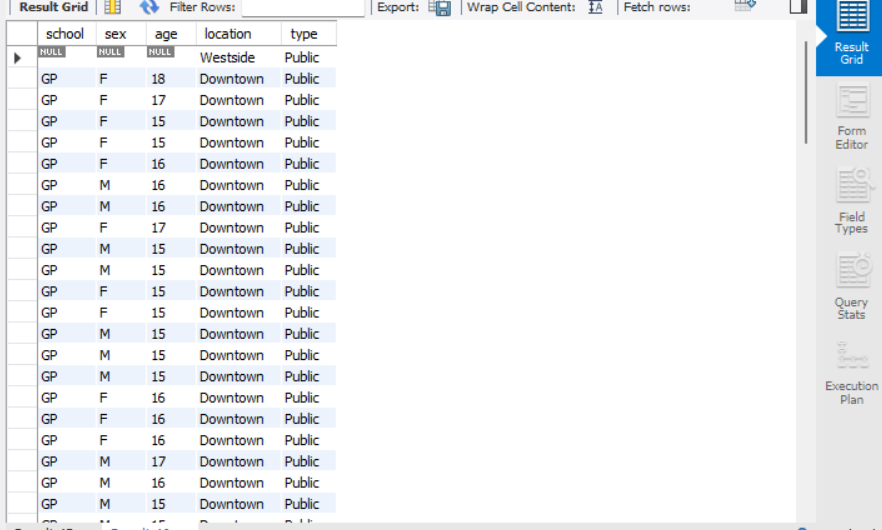 Result Grid Filter Rows: Export: Wrap Cell Content: Fetch rows:
school sex age location type
NULL NULL NULL Westside Public
GP F 18 Downtown Public
GP F 17 Downtown Public
GP F 15 Downtown Public
GP F 15 Downtown Public
GP F 16 Downtown Public
GP M 16 Downtown Public
GP M 16 Downtown Public
GP F 17 Downtown Public
GP M 15 Downtown Public
GP M 15 Downtown Public
GP F 15 Downtown Public
GP F 15 Downtown Public
GP M 15 Downtown Public
GP M 15 Downtown Public
GP M 15 Downtown Public
GP F 16 Downtown Public
GP F 16 Downtown Public
GP F 16 Downtown Public
GP M 17 Downtown Public
GP M 16 Downtown Public
GP M 15 Downtown Public
Result
Grid
Form
Editor
Field
Types
Query
Stats
Execution
Plan